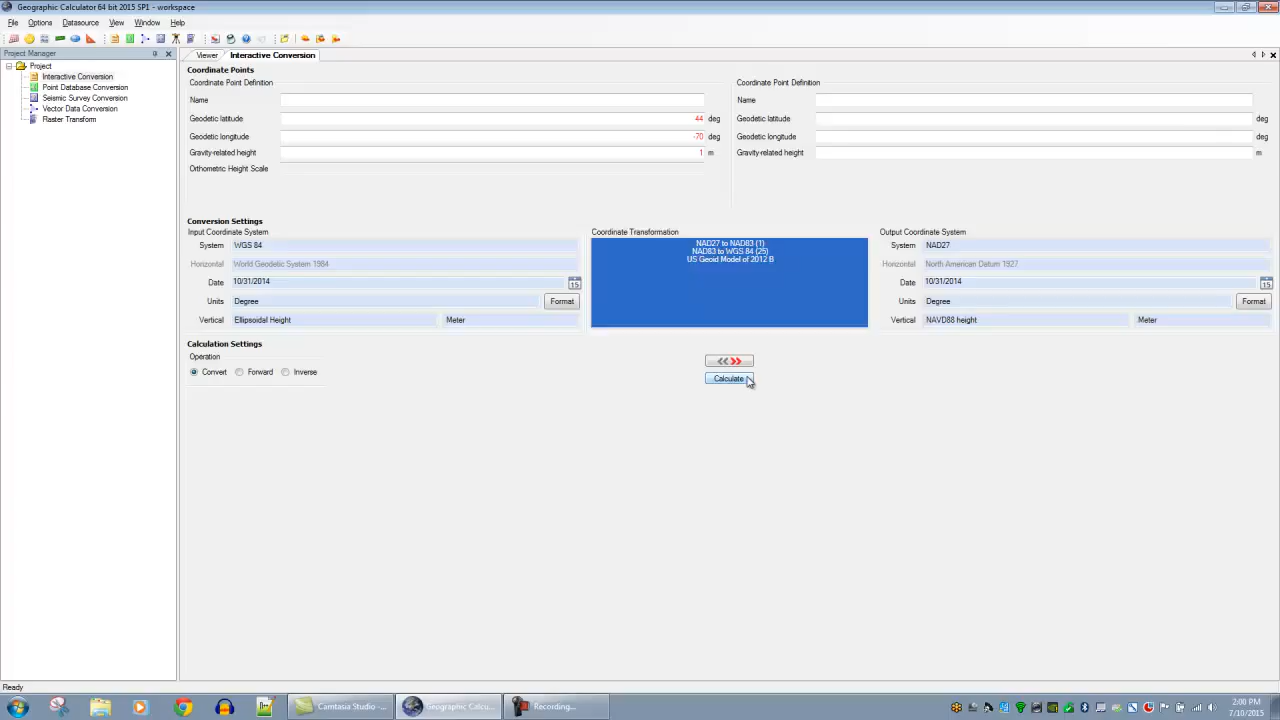 Geographic Calculator 64 bit 2015 SP1 - workspace
File Options Datasource View Window Help
Project Manager
Viewer Interactive Conversion
Project
Interactive Conversion
Point Database Conversion
Seismic Survey Conversion
Vector Data Conversion
Raster Transform
Coordinate Points
Coordinate Point Definition
Name
Geodetic latitude 44 deg
Geodetic longitude -70 deg
Gravity-related height 1 m
Orthometric Height Scale
Coordinate Point Definition
Name
Geodetic latitude deg
Geodetic longitude deg
Gravity-related height m
Conversion Settings
Input Coordinate System
System WGS 84
Horizontal World Geodetic System 1984
Date 10/31/2014 15
Units Degree Format
Vertical Ellipsoidal Height Meter
Coordinate Transformation
NAD27 to NAD83 (1)
NAD83 to WGS 84 (25)
US Geoid Model of 2012 B
Output Coordinate System
System NAD27
Horizontal North American Datum 1927
Date 10/31/2014 15
Units Degree Format
Vertical NAVD88 height Meter
Calculation Settings
Operation
Convert Forward Inverse
Calculate
Ready
Camtasia Studio -... Geographic Calcu... Recording...
2:00 PM
7/10/2015